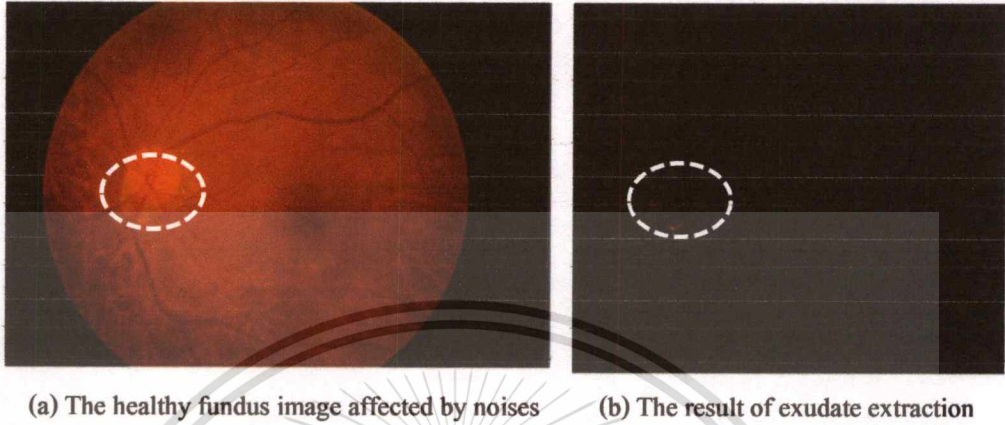 (a) The healthy fundus image affected by noises
(b) The result of exudate extraction